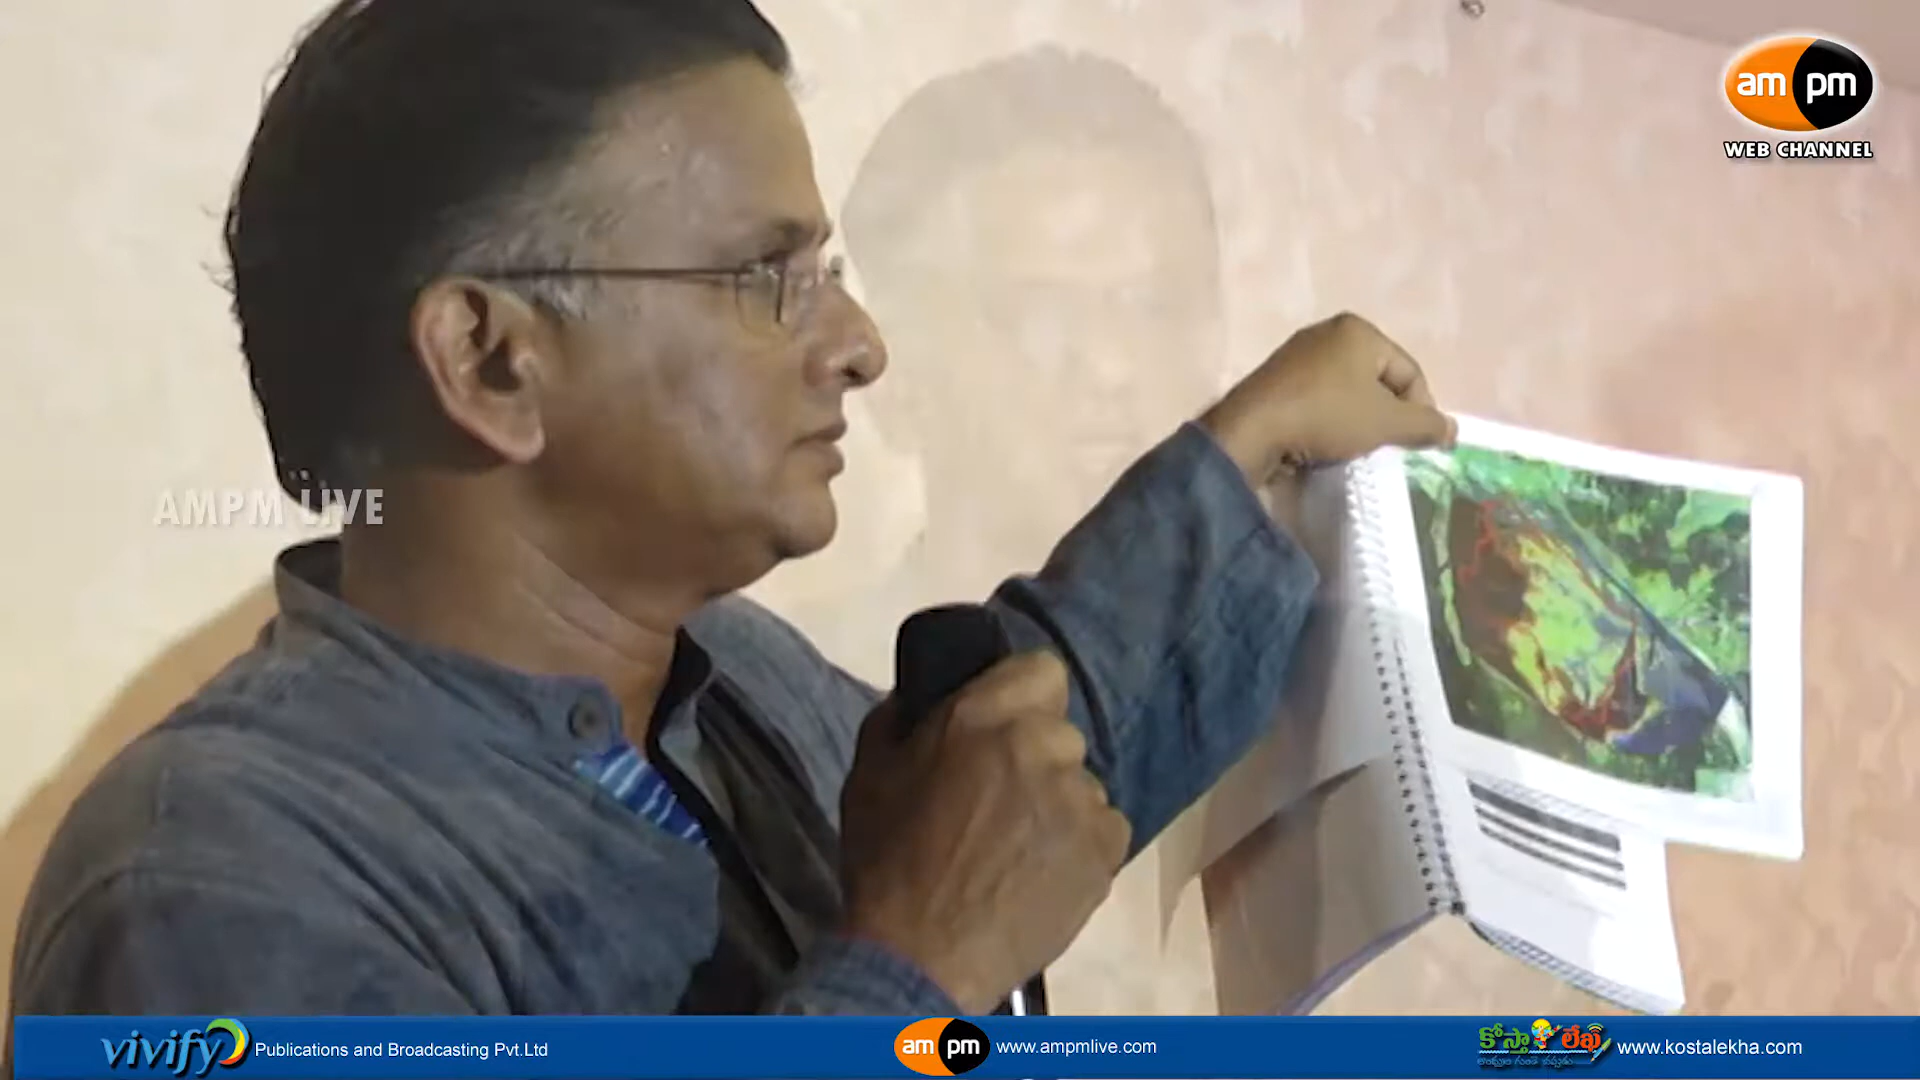 am pm
WEB CHANNEL
AMPM LIVE
vivify Publications and Broadcasting Pvt.Ltd
am pm www.ampmlive.com
కోస్తా లేఖ www.kostalekha.com